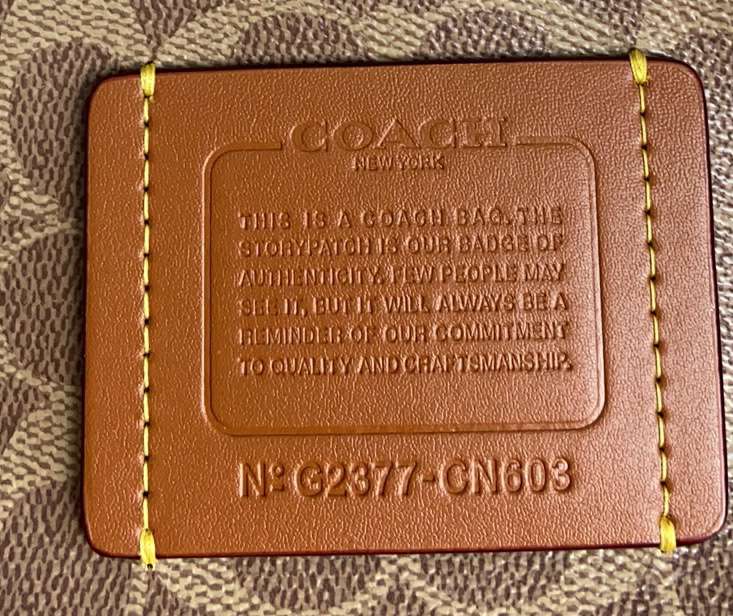 COACH
NEW YORK
THIS IS A COACH BAG. THE
STORYPATCH IS OUR BADGE OF
AUTHENTICITY. FEW PEOPLE MAY
SEE IT, BUT IT WILL ALWAYS BE A
REMINDER OF OUR COMMITMENT
TO QUALITY AND CRAFTSMANSHIP.
Nº G2377-CN603